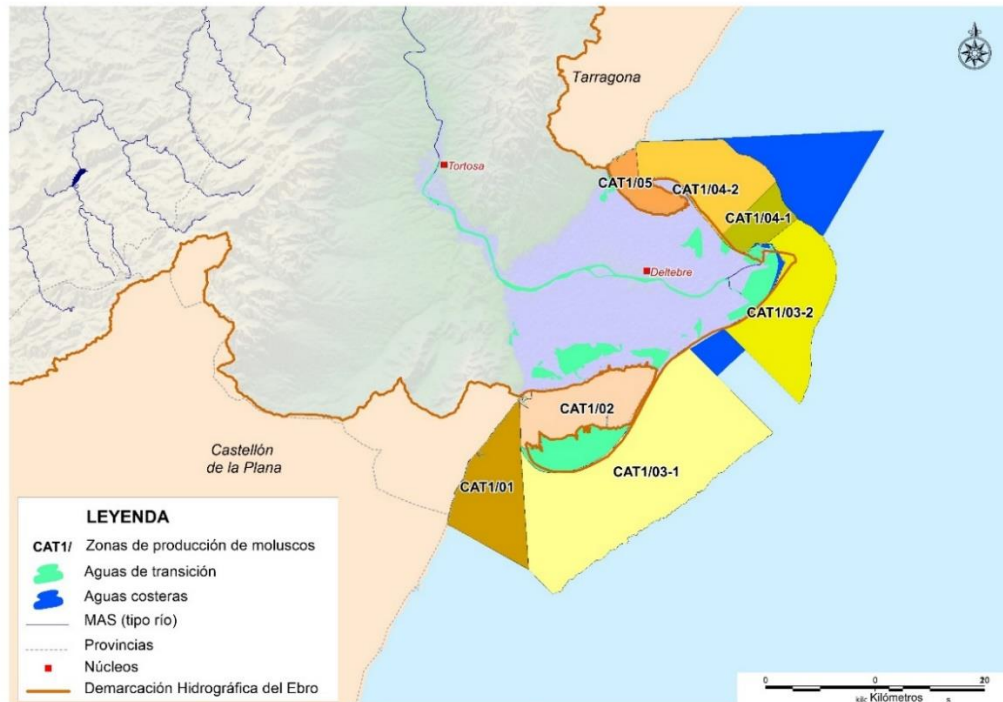 Tarragona
Tortosa
CAT1/05
CAT1/04-2
CAT1/04-1
Deltebre
CAT1/03-2
CAT1/02
Castellón
de la Plana
CAT1/01
CAT1/03-1
LEYENDA
CAT1/ Zonas de producción de moluscos
Aguas de transición
Aguas costeras
MAS (tipo río)
Provincias
Núcleos
Demarcación Hidrográfica del Ebro
0 0 20
Kilómetros